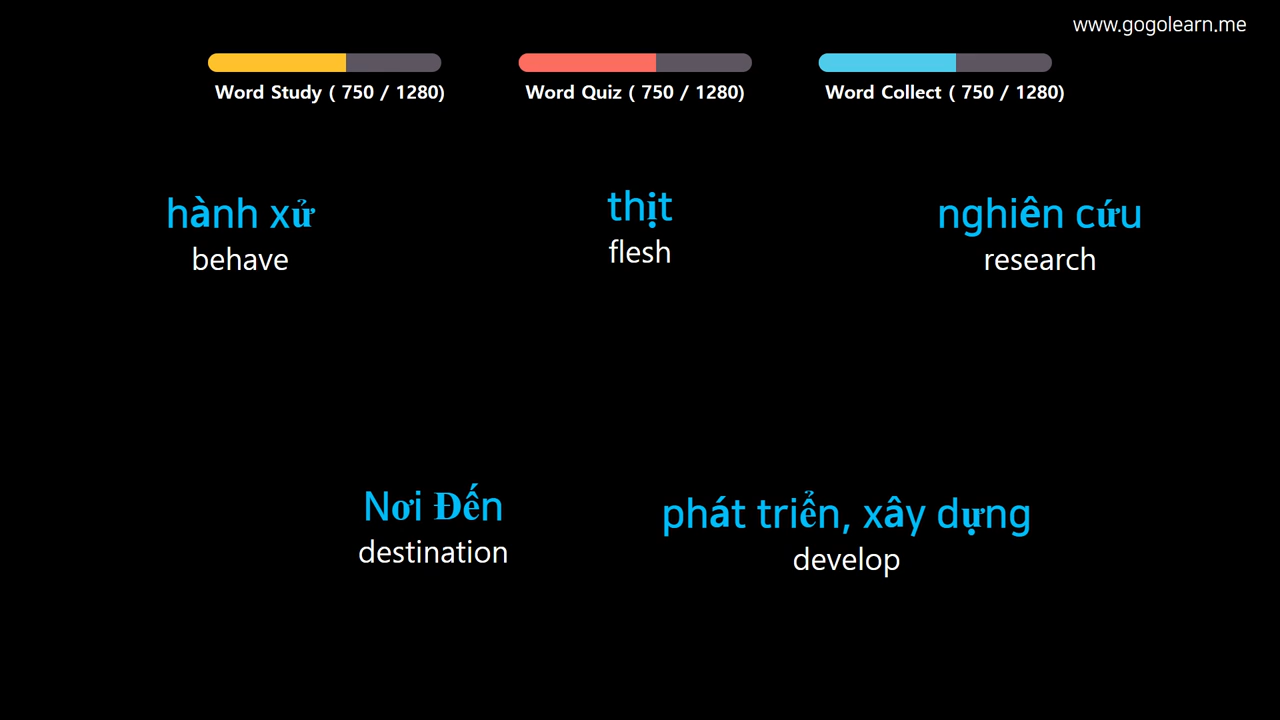 www.gogolearn.me
Word Study ( 750 / 1280)
Word Quiz ( 750 / 1280)
Word Collect ( 750 / 1280)
hành xử
behave
thịt
flesh
nghiên cứu
research
Nơi Đến
destination
phát triển, xây dựng
develop